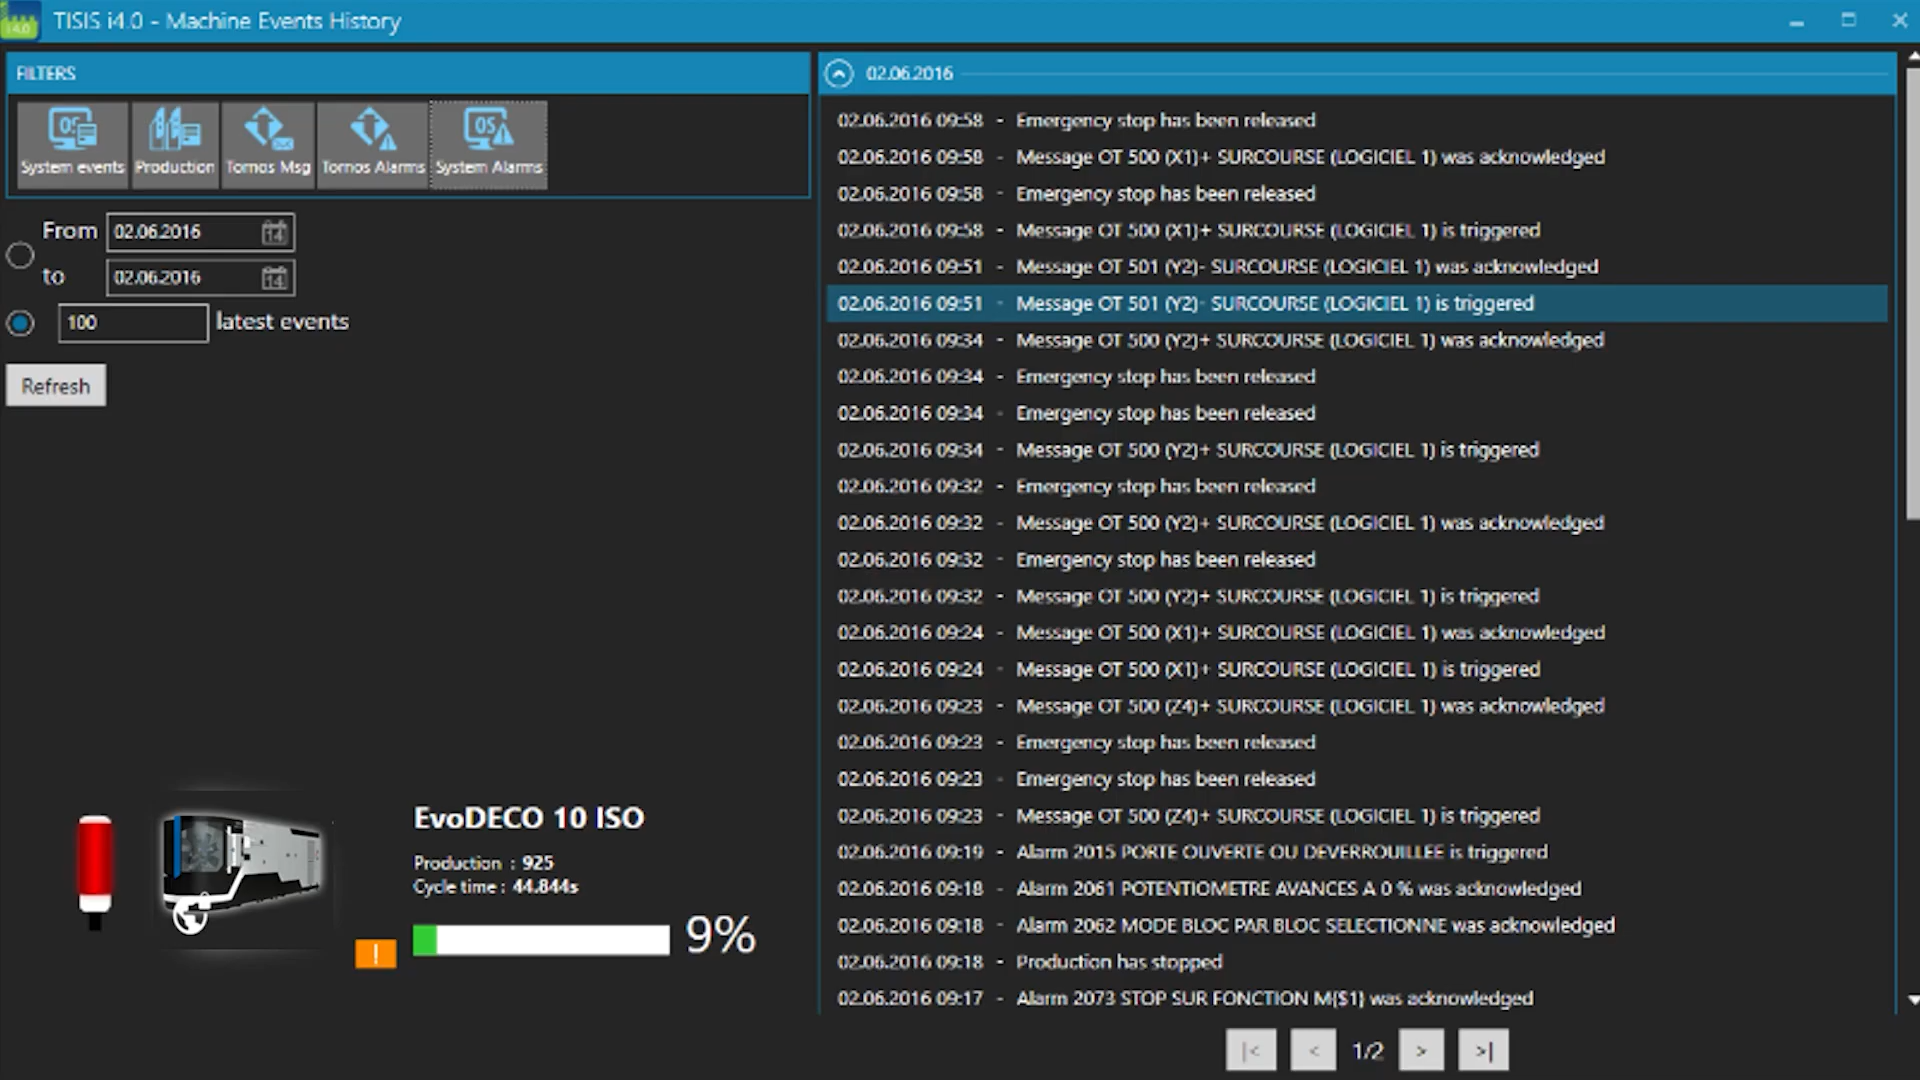 TISIS i4.0 - Machine Events History
FILTERS
System events Production Tornos Msg Tornos Alarms System Alarms
From 02.06.2016
to 02.06.2016
100 latest events
Refresh
EvoDECO 10 ISO
Production : 925
Cycle time : 44.844s
! 9%
02.06.2016
02.06.2016 09:58 - Emergency stop has been released
02.06.2016 09:58 - Message OT 500 (X1)+ SURCOURSE (LOGICIEL 1) was acknowledged
02.06.2016 09:58 - Emergency stop has been released
02.06.2016 09:58 - Message OT 500 (X1)+ SURCOURSE (LOGICIEL 1) is triggered
02.06.2016 09:51 - Message OT 501 (Y2)- SURCOURSE (LOGICIEL 1) was acknowledged
02.06.2016 09:51 - Message OT 501 (Y2)- SURCOURSE (LOGICIEL 1) is triggered
02.06.2016 09:34 - Message OT 500 (Y2)+ SURCOURSE (LOGICIEL 1) was acknowledged
02.06.2016 09:34 - Emergency stop has been released
02.06.2016 09:34 - Emergency stop has been released
02.06.2016 09:34 - Message OT 500 (Y2)+ SURCOURSE (LOGICIEL 1) is triggered
02.06.2016 09:32 - Emergency stop has been released
02.06.2016 09:32 - Message OT 500 (Y2)+ SURCOURSE (LOGICIEL 1) was acknowledged
02.06.2016 09:32 - Emergency stop has been released
02.06.2016 09:32 - Message OT 500 (Y2)+ SURCOURSE (LOGICIEL 1) is triggered
02.06.2016 09:24 - Message OT 500 (X1)+ SURCOURSE (LOGICIEL 1) was acknowledged
02.06.2016 09:24 - Message OT 500 (X1)+ SURCOURSE (LOGICIEL 1) is triggered
02.06.2016 09:23 - Message OT 500 (Z4)+ SURCOURSE (LOGICIEL 1) was acknowledged
02.06.2016 09:23 - Emergency stop has been released
02.06.2016 09:23 - Emergency stop has been released
02.06.2016 09:23 - Message OT 500 (Z4)+ SURCOURSE (LOGICIEL 1) is triggered
02.06.2016 09:19 - Alarm 2015 PORTE OUVERTE OU DEVERROUILLEE is triggered
02.06.2016 09:18 - Alarm 2061 POTENTIOMETRE AVANCES A 0 % was acknowledged
02.06.2016 09:18 - Alarm 2062 MODE BLOC PAR BLOC SELECTIONNE was acknowledged
02.06.2016 09:18 - Production has stopped
02.06.2016 09:17 - Alarm 2073 STOP SUR FONCTION M{$1} was acknowledged
|< < 1/2 > >|